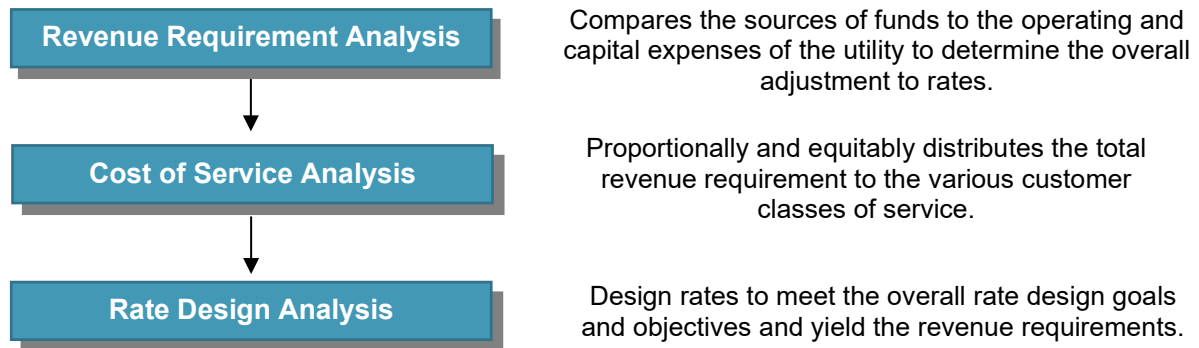 Revenue Requirement Analysis
Compares the sources of funds to the operating and
capital expenses of the utility to determine the overall
adjustment to rates.
Cost of Service Analysis
Proportionally and equitably distributes the total
revenue requirement to the various customer
classes of service.
Rate Design Analysis
Design rates to meet the overall rate design goals
and objectives and yield the revenue requirements.